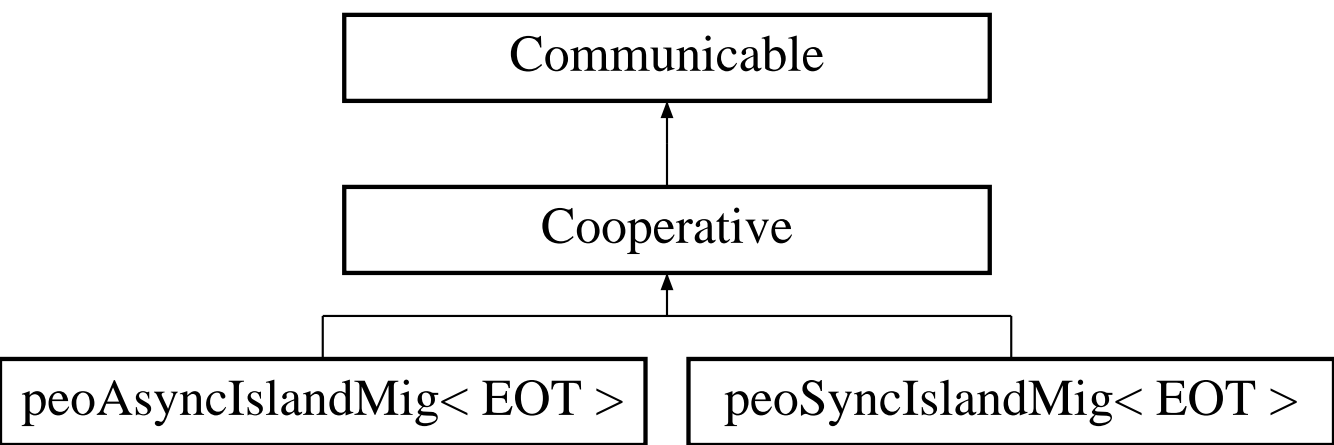 Communicable
Cooperative
peoAsyncIslandMig< EOT >
peoSyncIslandMig< EOT >